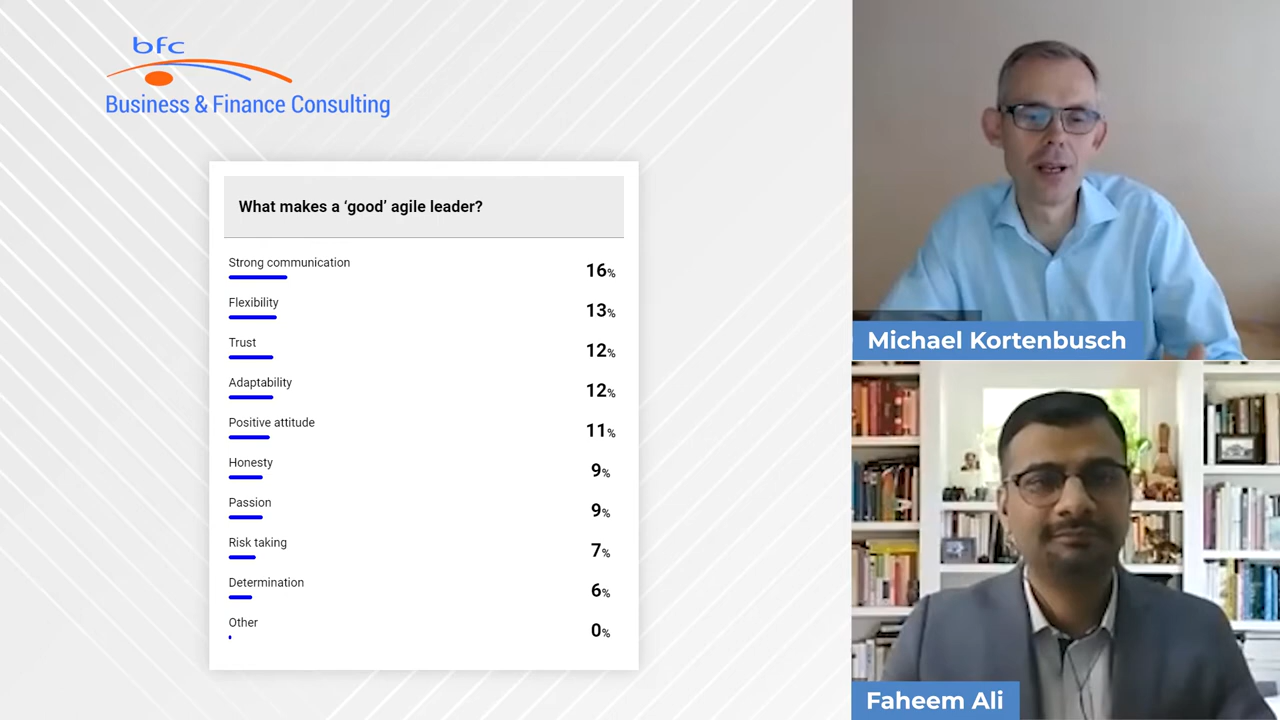 bfc
Business & Finance Consulting
What makes a ‘good’ agile leader?
Strong communication 16%
Flexibility 13%
Trust 12%
Adaptability 12%
Positive attitude 11%
Honesty 9%
Passion 9%
Risk taking 7%
Determination 6%
Other 0%
Michael Kortenbusch
Faheem Ali